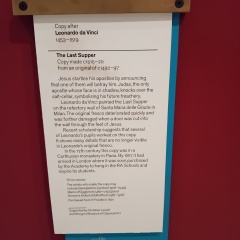 Copy after
Leonardo da Vinci
1452–1519
The Last Supper
Copy made c1515–20
from an original c1492–97
Jesus startles his apostles by announcing
that one of them will betray him. Judas, the only
apostle whose face is in shadow, knocks over the
salt-cellar, symbolising his future treachery.
Leonardo da Vinci painted the Last Supper
on the refectory wall of Santa Maria delle Grazie in
Milan. The original fresco deteriorated quickly and
was further damaged when a door was cut into
the wall through the feet of Jesus.
Recent scholarship suggests that several
of Leonardo's pupils worked on this copy.
It shows many details that are no longer visible
in Leonardo's original fresco.
In the 17th century this copy was in a
Carthusian monastery in Pavia. By 1817 it had
arrived in London where it was purchased
by the Academy to hang in the RA Schools and
inspire its students.